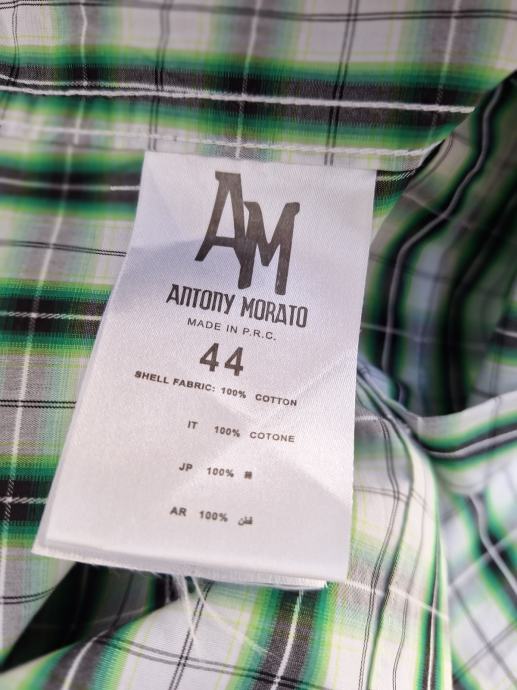 AM
ANTONY MORATO
MADE IN P.R.C.
44
SHELL FABRIC: 100% COTTON
IT 100% COTONE
JP 100% 綿
AR 100% قطن